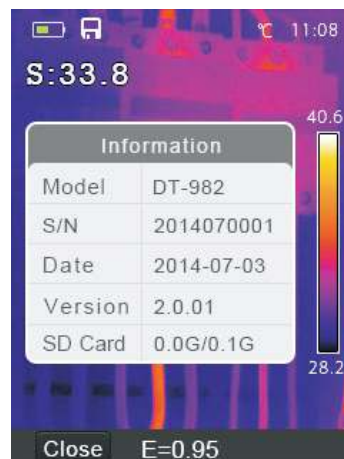 ℃ 11:08
S:33.8
40.6
Information
Model DT-982
S/N 2014070001
Date 2014-07-03
Version 2.0.01
SD Card 0.0G/0.1G
28.2
Close E=0.95